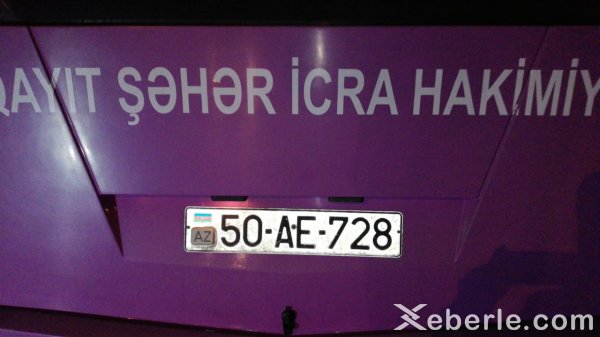 QAYIT ŞƏHƏR İCRA HAKİMİY
AZ 50-AE-728
Xeberle.com